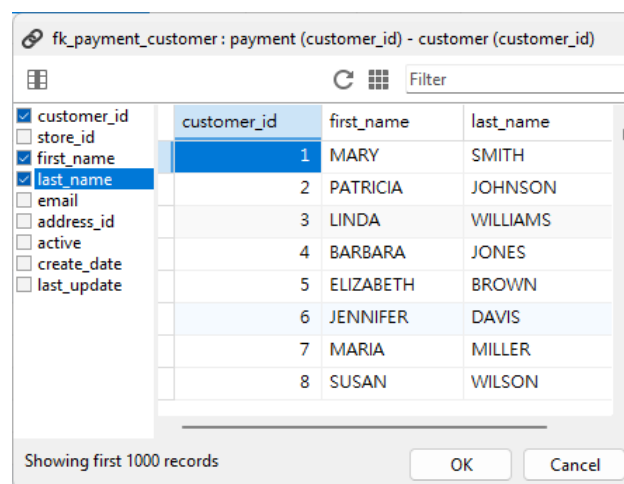 fk_payment_customer : payment (customer_id) - customer (customer_id)
Filter
customer_id
store_id
first_name
last_name
email
address_id
active
create_date
last_update
customer_id first_name last_name
1 MARY SMITH
2 PATRICIA JOHNSON
3 LINDA WILLIAMS
4 BARBARA JONES
5 ELIZABETH BROWN
6 JENNIFER DAVIS
7 MARIA MILLER
8 SUSAN WILSON
Showing first 1000 records
OK Cancel